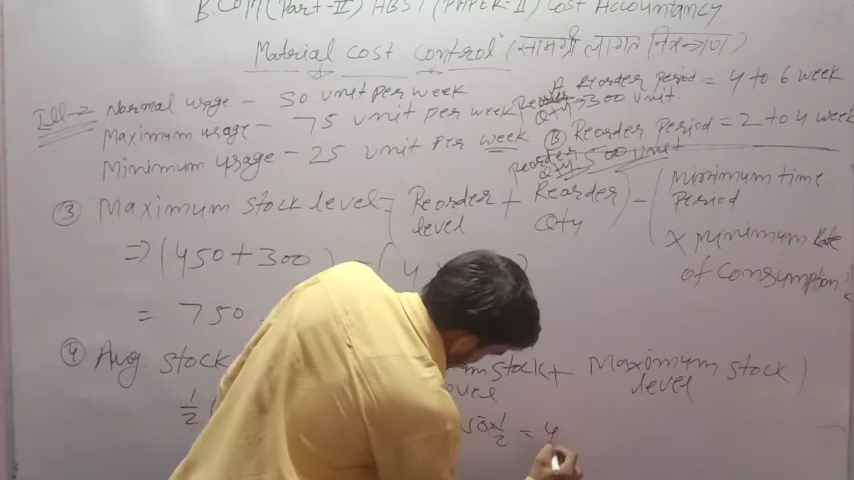 B.COM (Part-II) ABST (PAPER-II) Cost Accountancy
Material cost control (सामग्री लागत नियन्त्रण)
Ill-2 Normal usage - 50 unit per week
Maximum usage - 75 unit per week
Minimum usage - 25 unit per week
A Reorder Period = 4 to 6 week
Reorder Qty = 300 unit.
B Reorder Period = 2 to 4 week
Reorder Qty 500 unit
③ Maximum stock level = (Reorder level + Reorder Qty) - (Minimum time Period × Minimum Rate of Consumption)
⇒ (450+300) - (4
= 750
④ Avg. stock stock + Maximum stock level)
1/2 (
1/2 = 4